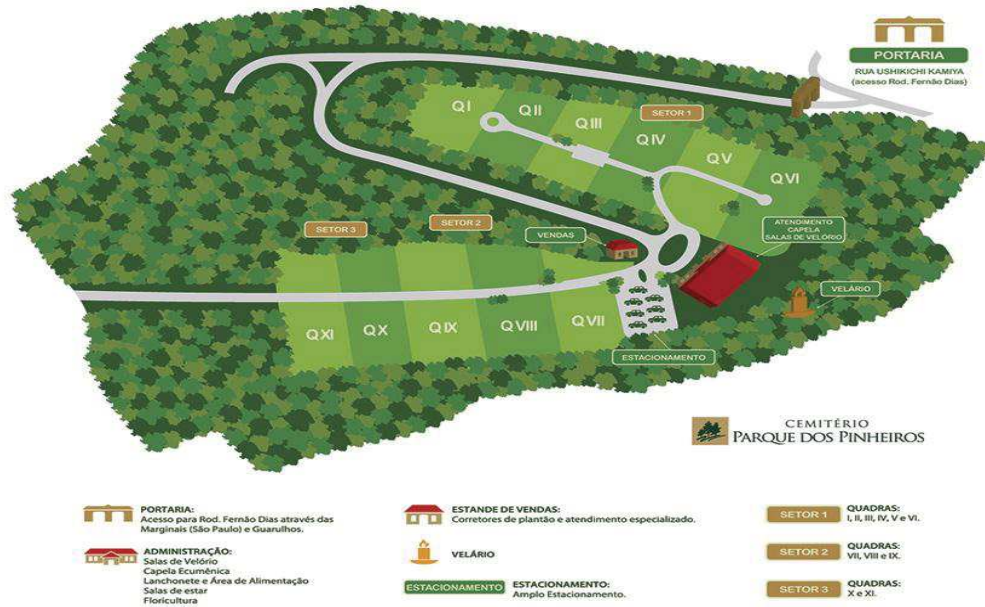 PORTARIA
RUA USHIKICHI KAMIYA
(acesso Rod. Fernão Dias)
Q I
Q II
Q III
SETOR 1
Q IV
Q V
Q VI
SETOR 3
SETOR 2
VENDAS
ATENDIMENTO
CAPELA
SALAS DE VELÓRIO
VELÁRIO
Q XI
Q X
Q IX
Q VIII
Q VII
ESTACIONAMENTO
CEMITÉRIO
PARQUE DOS PINHEIROS
PORTARIA:
Acesso para Rod. Fernão Dias através das
Marginais (São Paulo) e Guarulhos.
ADMINISTRAÇÃO:
Salas de Velório
Capela Ecumênica
Lanchonete e Área de Alimentação
Salas de estar
Floricultura
ESTANDE DE VENDAS:
Corretores de plantão e atendimento especializado.
VELÁRIO
ESTACIONAMENTO
ESTACIONAMENTO:
Amplo Estacionamento.
SETOR 1
QUADRAS:
I, II, III, IV, V e VI.
SETOR 2
QUADRAS:
VII, VIII e IX.
SETOR 3
QUADRAS:
X e XI.